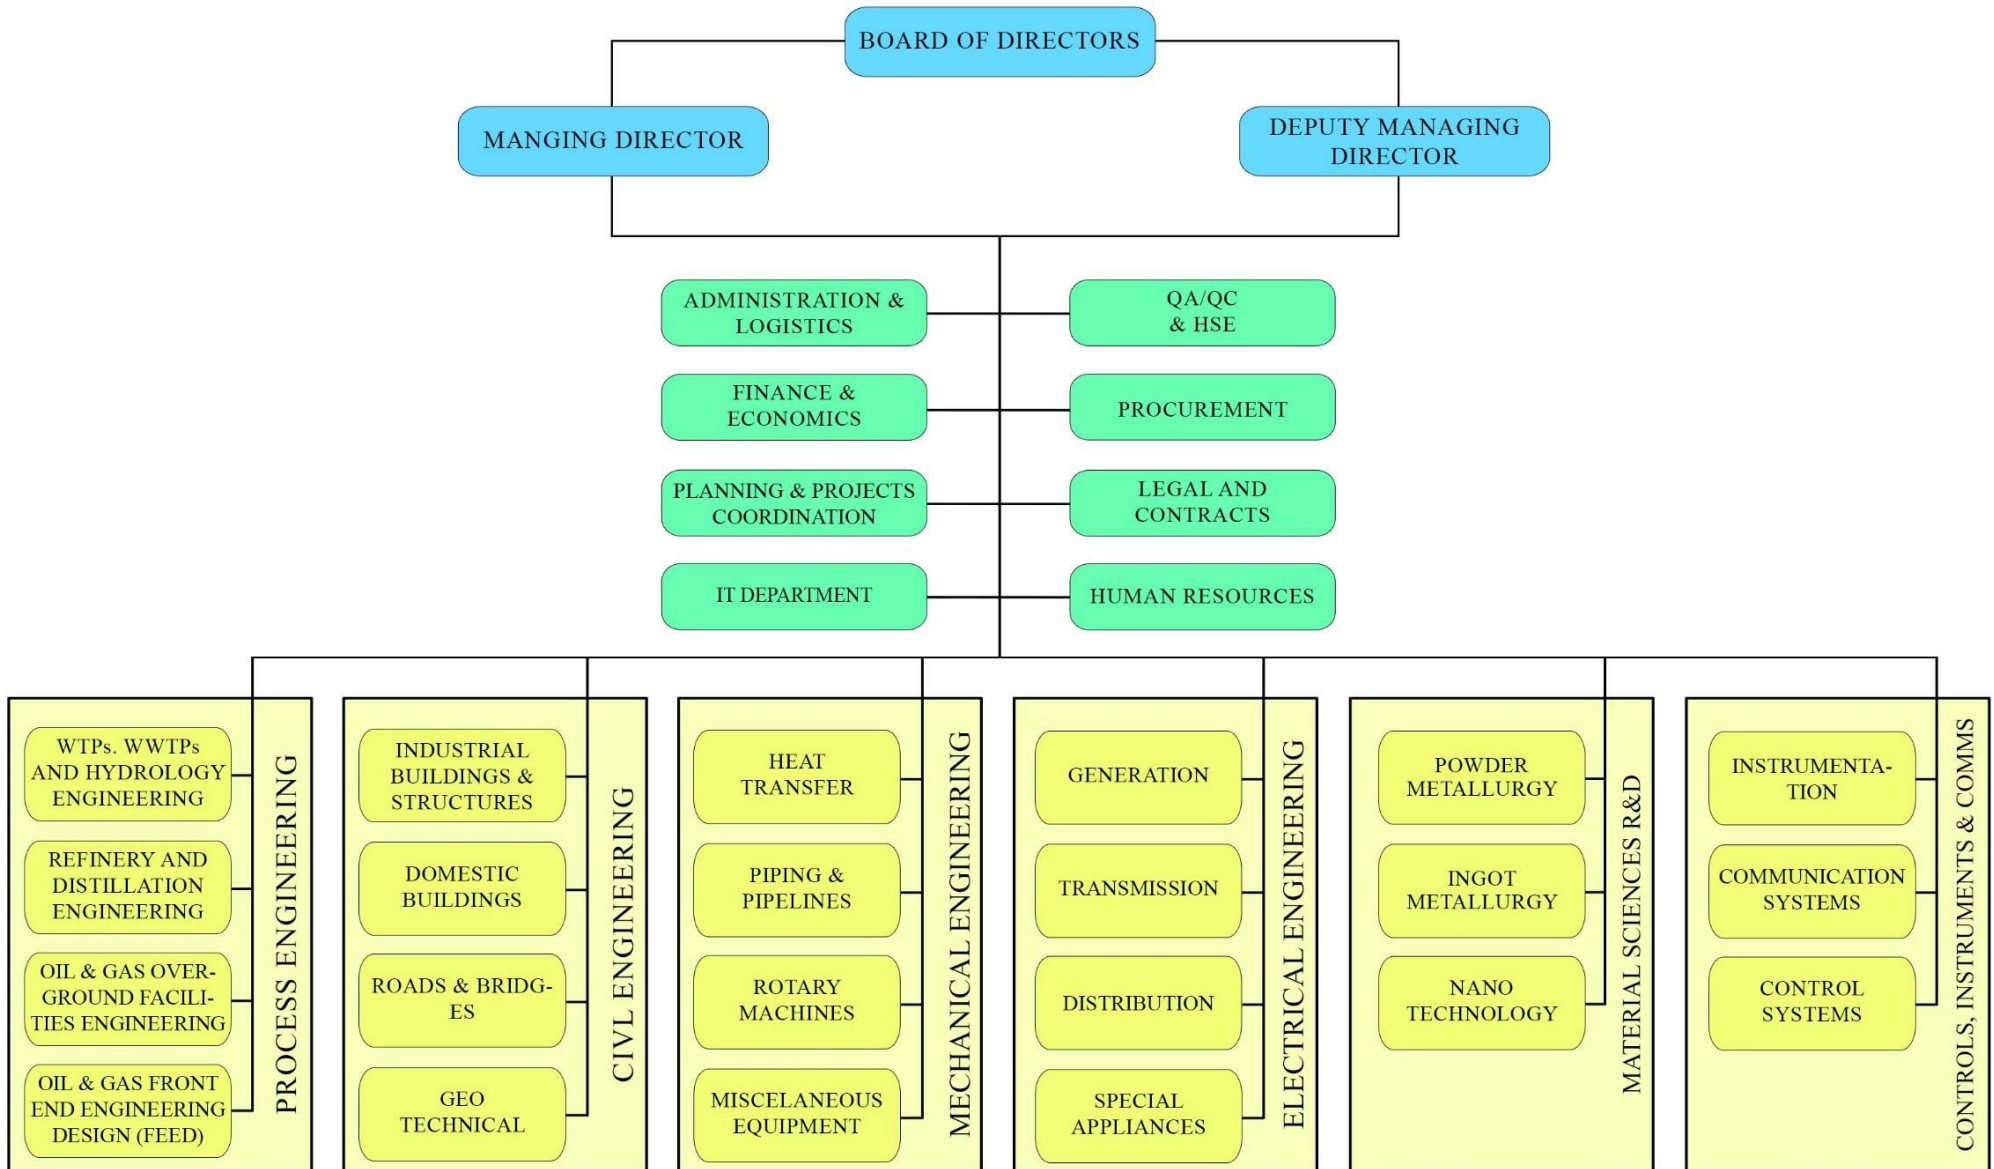 BOARD OF DIRECTORS
MANGING DIRECTOR
DEPUTY MANAGING
DIRECTOR
ADMINISTRATION &
LOGISTICS
QA/QC
& HSE
FINANCE &
ECONOMICS
PROCUREMENT
PLANNING & PROJECTS
COORDINATION
LEGAL AND
CONTRACTS
IT DEPARTMENT
HUMAN RESOURCES
WTPs. WWTPs
AND HYDROLOGY
ENGINEERING
REFINERY AND
DISTILLATION
ENGINEERING
OIL & GAS OVER-
GROUND FACILI-
TIES ENGINEERING
OIL & GAS FRONT
END ENGINEERING
DESIGN (FEED)
PROCESS ENGINEERING
INDUSTRIAL
BUILDINGS &
STRUCTURES
DOMESTIC
BUILDINGS
ROADS & BRIDG-
ES
GEO
TECHNICAL
CIVL ENGINEERING
HEAT
TRANSFER
PIPING &
PIPELINES
ROTARY
MACHINES
MISCELANEOUS
EQUIPMENT
MECHANICAL ENGINEERING
GENERATION
TRANSMISSION
DISTRIBUTION
SPECIAL
APPLIANCES
ELECTRICAL ENGINEERING
POWDER
METALLURGY
INGOT
METALLURGY
NANO
TECHNOLOGY
MATERIAL SCIENCES R&D
INSTRUMENTA-
TION
COMMUNICATION
SYSTEMS
CONTROL
SYSTEMS
CONTROLS, INSTRUMENTS & COMMS